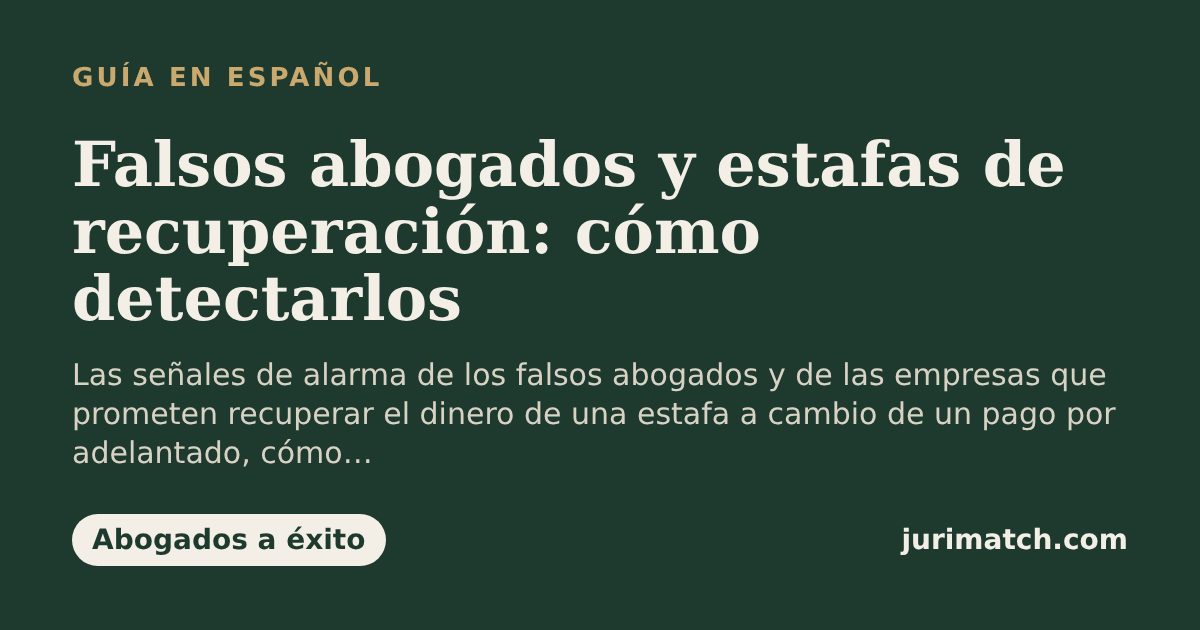 GUÍA EN ESPAÑOL
Falsos abogados y estafas de
recuperación: cómo
detectarlos
Las señales de alarma de los falsos abogados y de las empresas que
prometen recuperar el dinero de una estafa a cambio de un pago por
adelantado, cómo…
Abogados a éxito
jurimatch.com